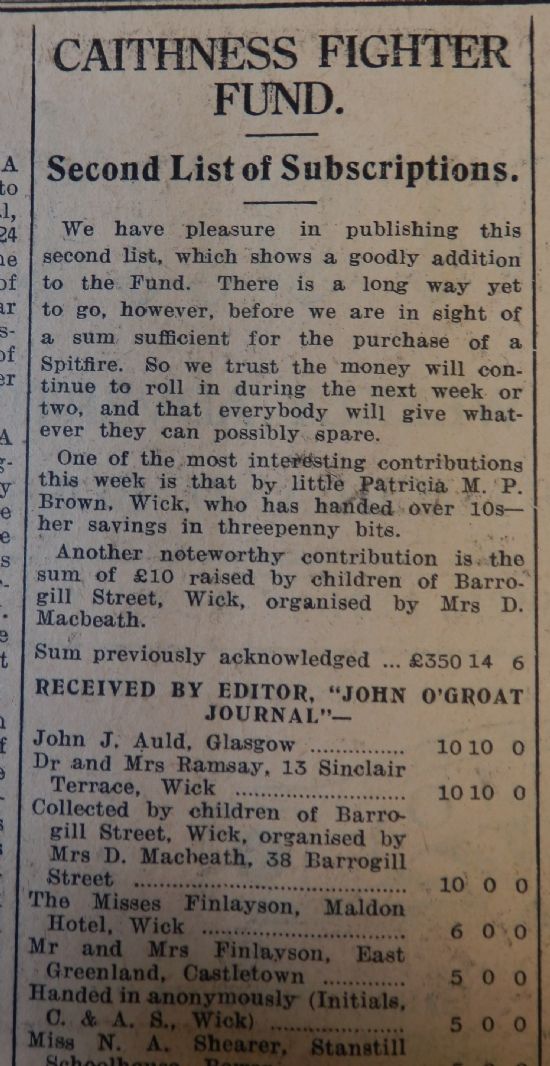 CAITHNESS FIGHTER
FUND.
Second List of Subscriptions.
We have pleasure in publishing this
second list, which shows a goodly addition
to the Fund. There is a long way yet
to go, however, before we are in sight of
a sum sufficient for the purchase of a
Spitfire. So we trust the money will con-
tinue to roll in during the next week or
two, and that everybody will give what-
ever they can possibly spare.
One of the most interesting contributions
this week is that by little Patricia M. P.
Brown, Wick, who has handed over 10s—
her savings in threepenny bits.
Another noteworthy contribution is the
sum of £10 raised by children of Barro-
gill Street, Wick, organised by Mrs D.
Macbeath.
Sum previously acknowledged ... £350 14 6
RECEIVED BY EDITOR, "JOHN O'GROAT
JOURNAL"—
John J. Auld, Glasgow ............... 10 10 0
Dr and Mrs Ramsay, 13 Sinclair
Terrace, Wick ........................... 10 10 0
Collected by children of Barro-
gill Street, Wick, organised by
Mrs D. Macbeath, 38 Barrogill
Street ........................................... 10 0 0
The Misses Finlayson, Maldon
Hotel, Wick ................................ 6 0 0
Mr and Mrs Finlayson, East
Greenland, Castletown ............ 5 0 0
Handed in anonymously (Initials,
C. & A. S., Wick) ...................... 5 0 0
Miss N. A. Shearer, Stanstill